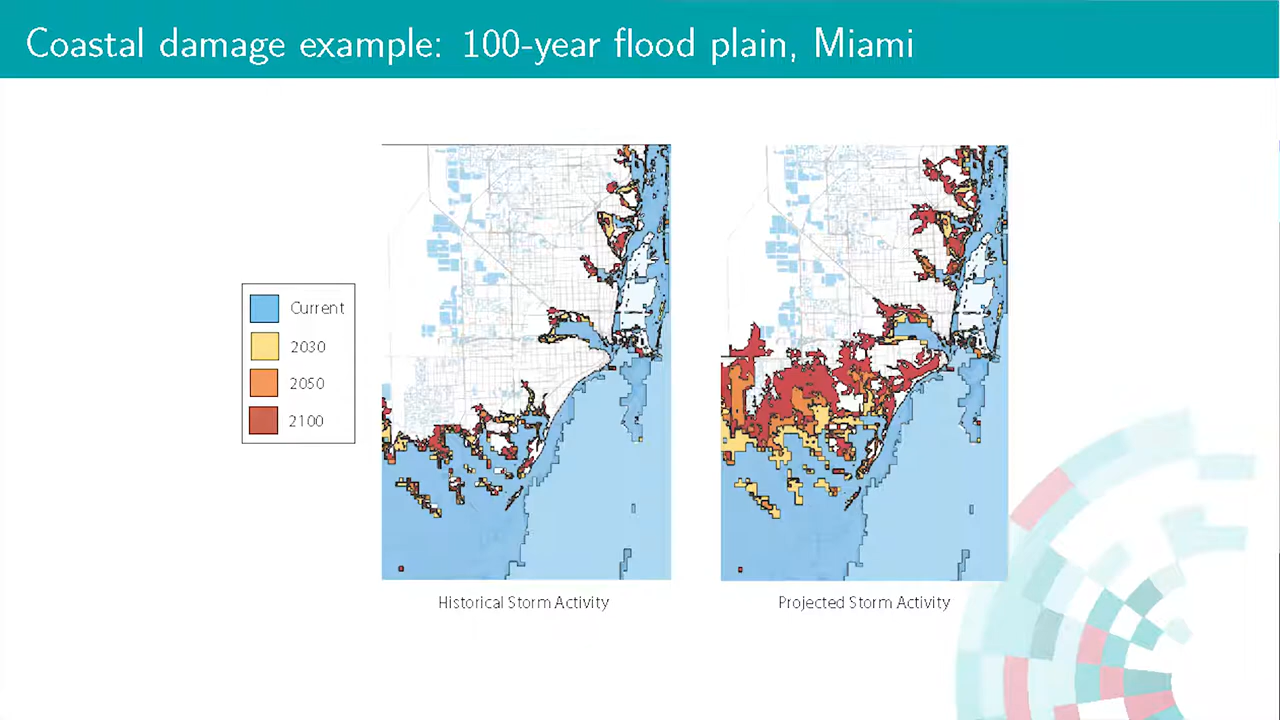 Coastal damage example: 100-year flood plain, Miami
Current
2030
2050
2100
Historical Storm Activity
Projected Storm Activity